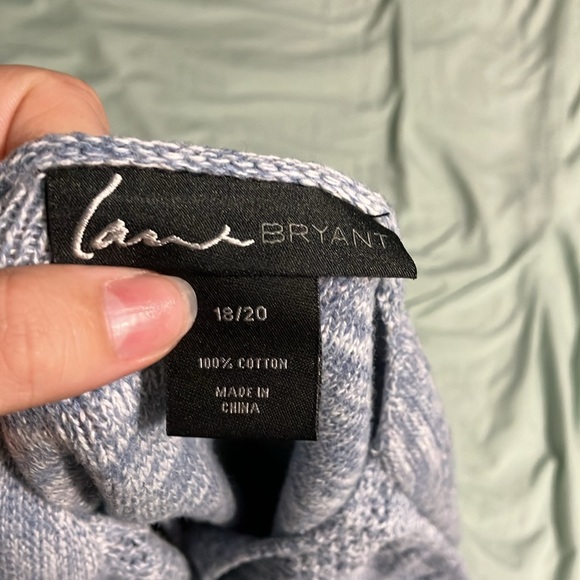 Lane BRYANT
18/20
100% COTTON
MADE IN
CHINA